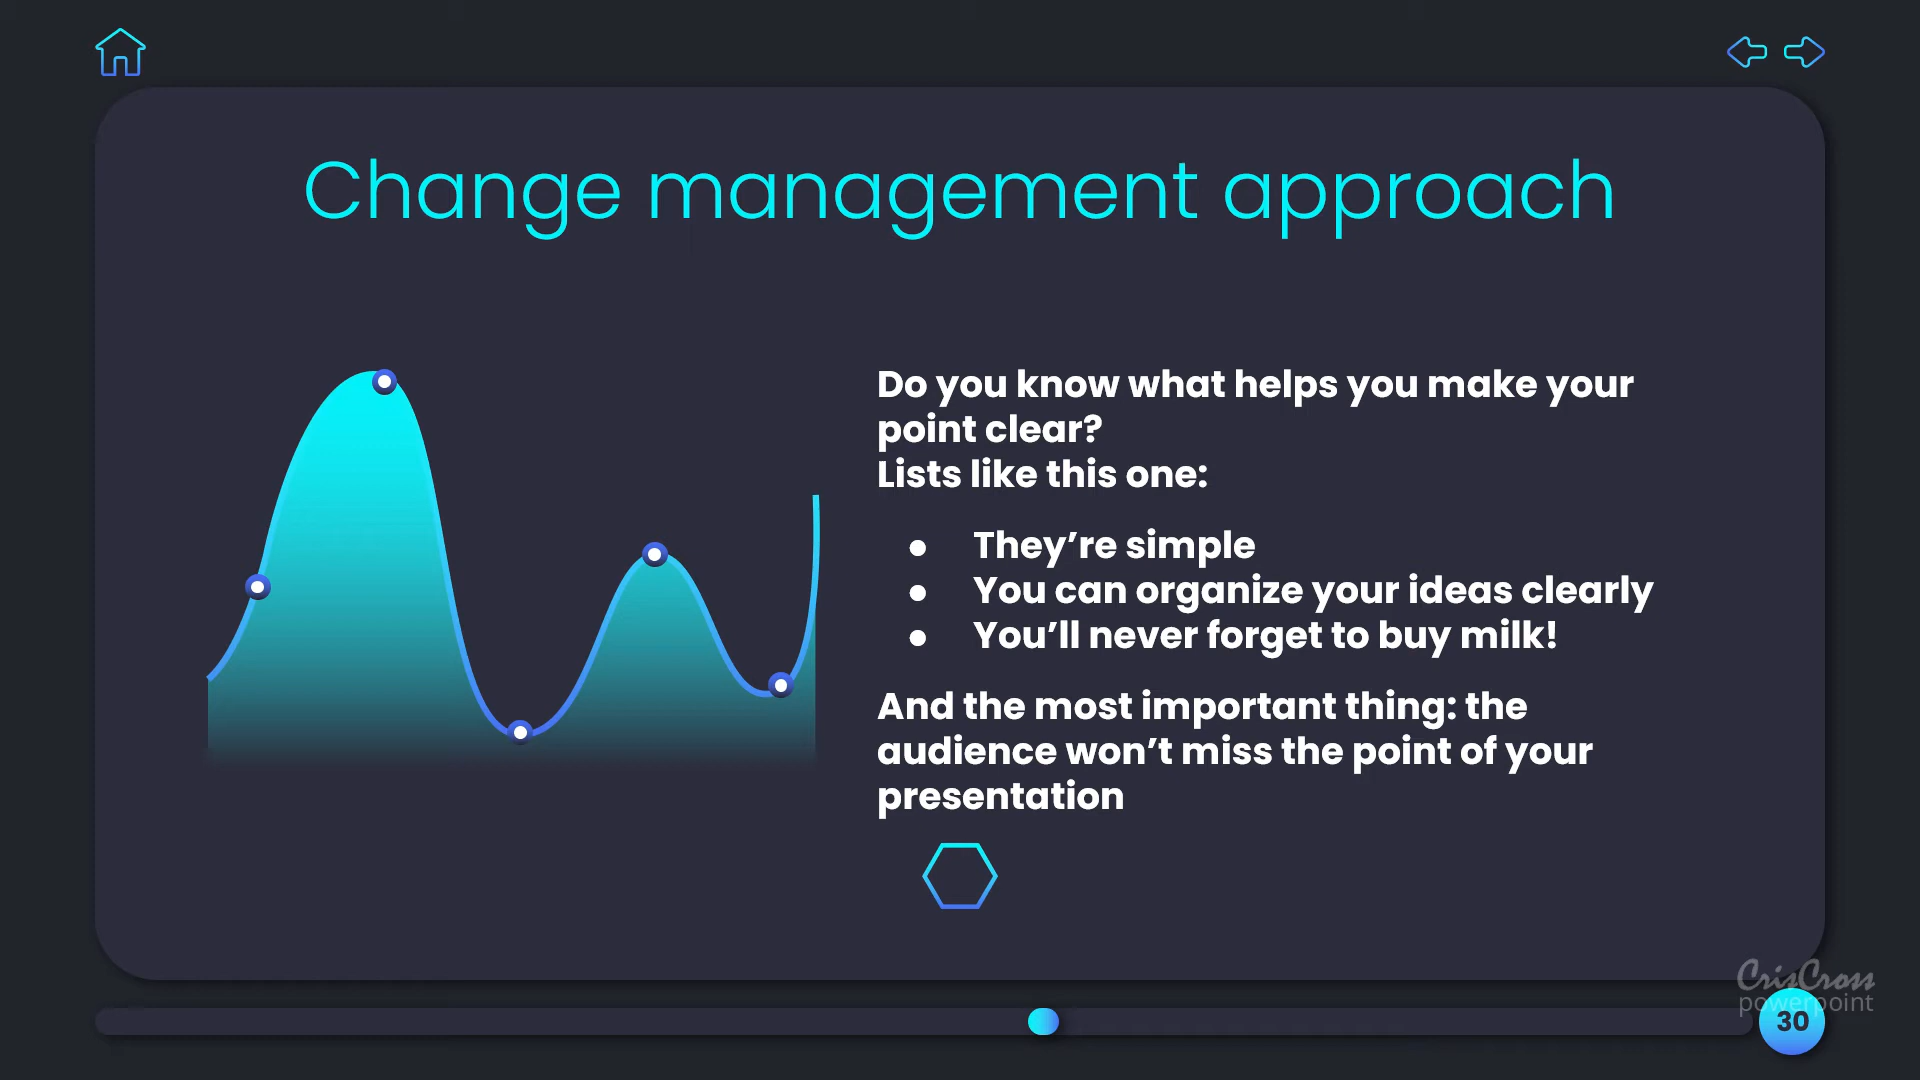 Change management approach
Do you know what helps you make your
point clear?
Lists like this one:
● They’re simple
● You can organize your ideas clearly
● You’ll never forget to buy milk!
And the most important thing: the
audience won’t miss the point of your
presentation
CrisCross
powerpoint
30